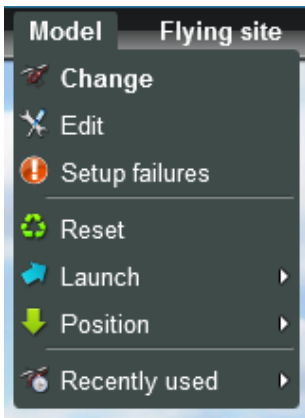 Model Flying site
Change
Edit
Setup failures
Reset
Launch
Position
Recently used